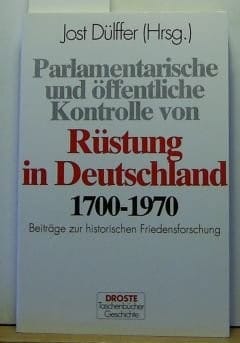 Jost Dülffer (Hrsg.)
Parlamentarische
und öffentliche
Kontrolle von
Rüstung
in Deutschland
1700-1970
Beiträge zur historischen Friedensforschung
DROSTE
Taschenbücher
Geschichte